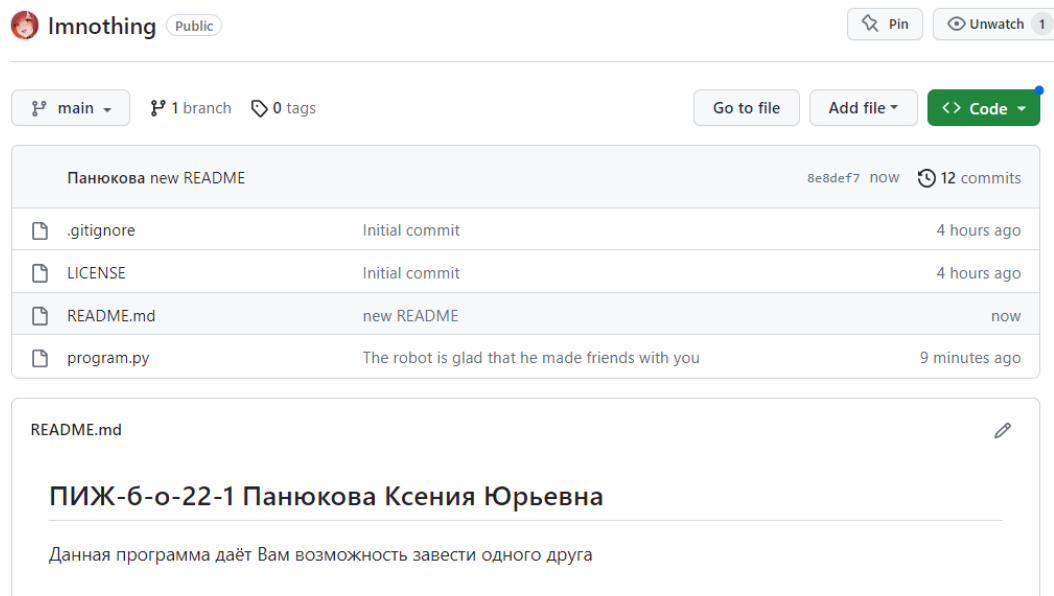 Imnothing Public Pin Unwatch 1
main 1 branch 0 tags Go to file Add file <> Code
Панюкова new README 8e8def7 now 12 commits
.gitignore Initial commit 4 hours ago
LICENSE Initial commit 4 hours ago
README.md new README now
program.py The robot is glad that he made friends with you 9 minutes ago
README.md
ПИЖ-б-о-22-1 Панюкова Ксения Юрьевна
Данная программа даёт Вам возможность завести одного друга